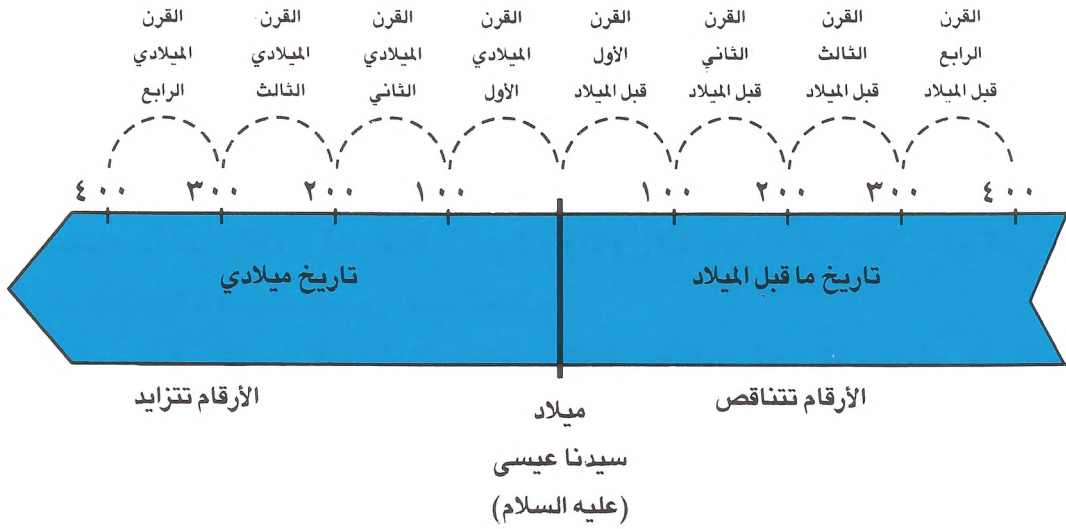 القرن
الرابع
قبل الميلاد
القرن
الثالث
قبل الميلاد
القرن
الثاني
قبل الميلاد
القرن
الأول
قبل الميلاد
القرن
الميلادي
الأول
القرن
الميلادي
الثاني
القرن
الميلادي
الثالث
القرن
الميلادي
الرابع
٤٠٠
٣٠٠
٢٠٠
١٠٠
١٠٠
٢٠٠
٣٠٠
٤٠٠
تاريخ ما قبل الميلاد
تاريخ ميلادي
الأرقام تتناقص
الأرقام تتزايد
ميلاد
سيدنا عيسى
(عليه السلام)